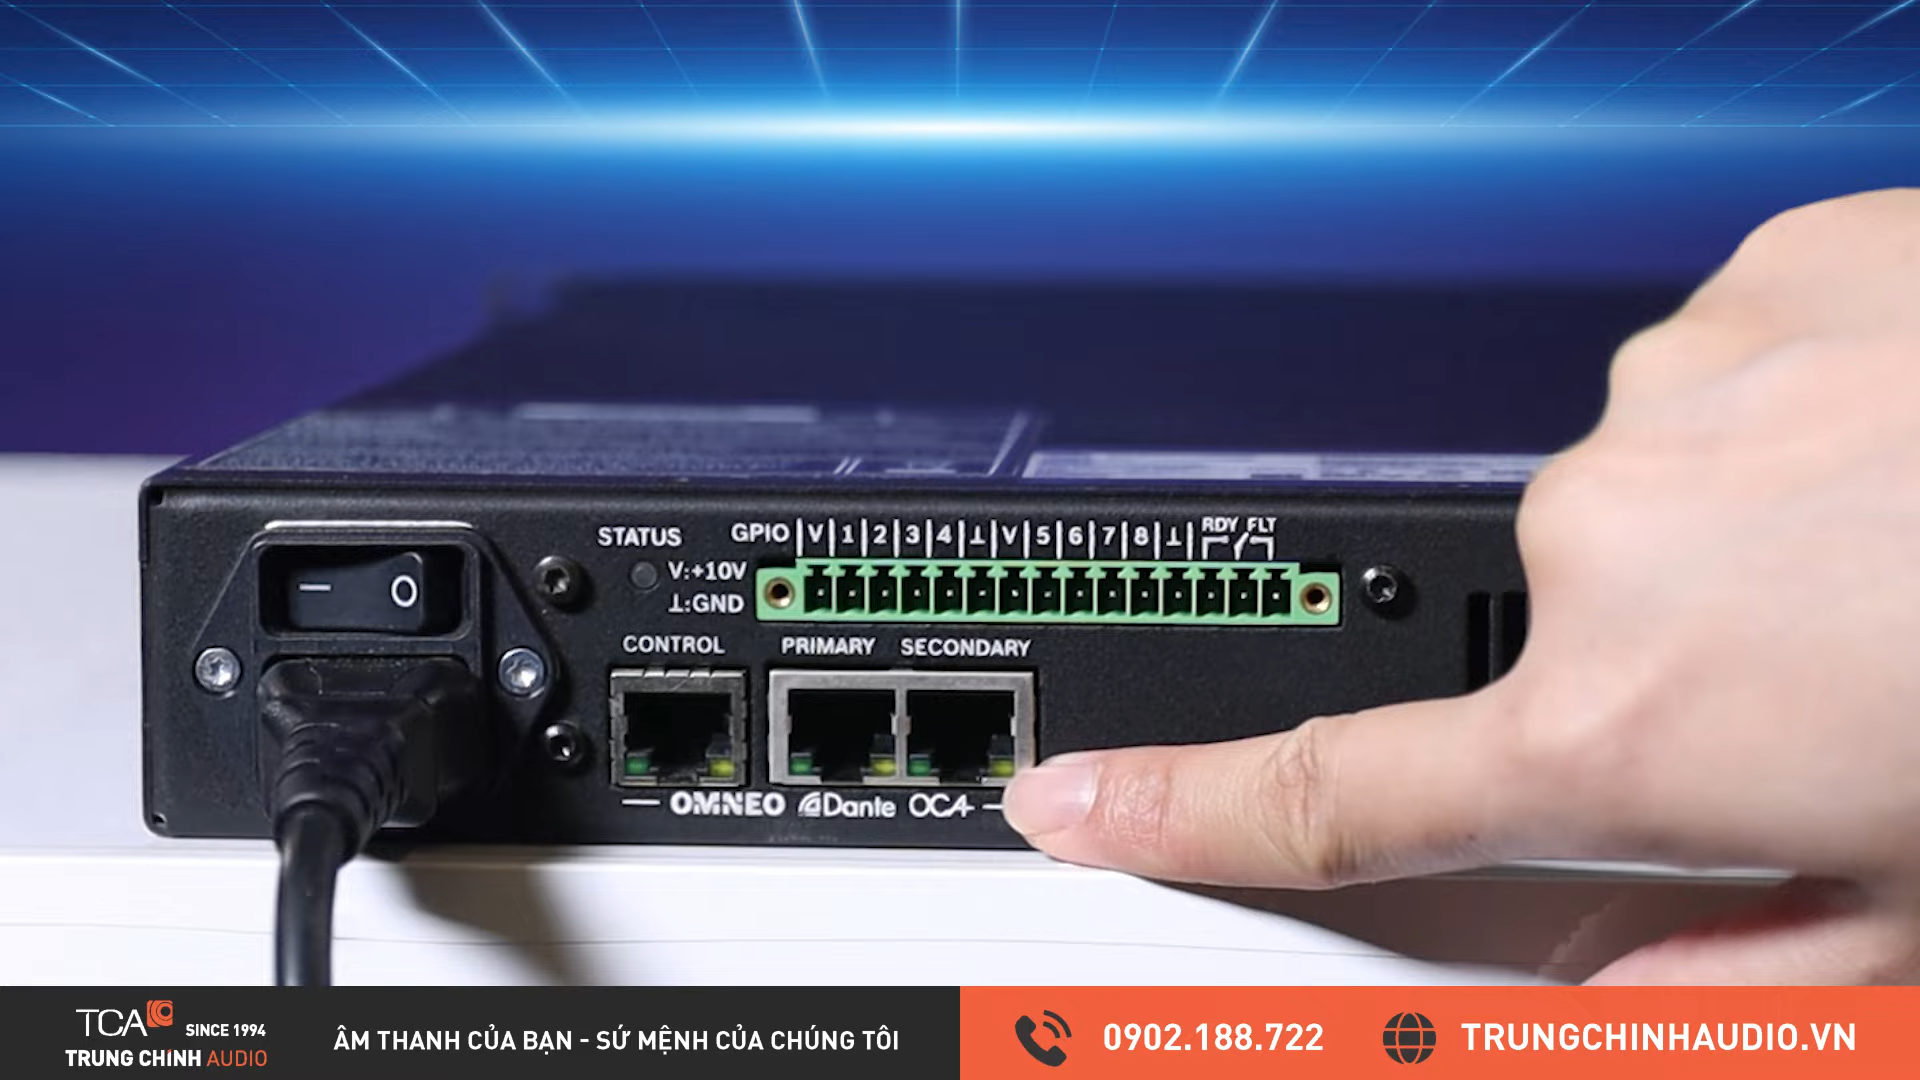 STATUS
GPIO V 1 2 3 4 ⊥ V 5 6 7 8 ⊥ RDY FLT
V:+10V
⊥:GND
— O
CONTROL PRIMARY SECONDARY
OMNEO Dante OCA
TCA SINCE 1994
TRUNG CHÍNH AUDIO
ÂM THANH CỦA BẠN - SỨ MỆNH CỦA CHÚNG TÔI
0902.188.722
TRUNGCHINHAUDIO.VN